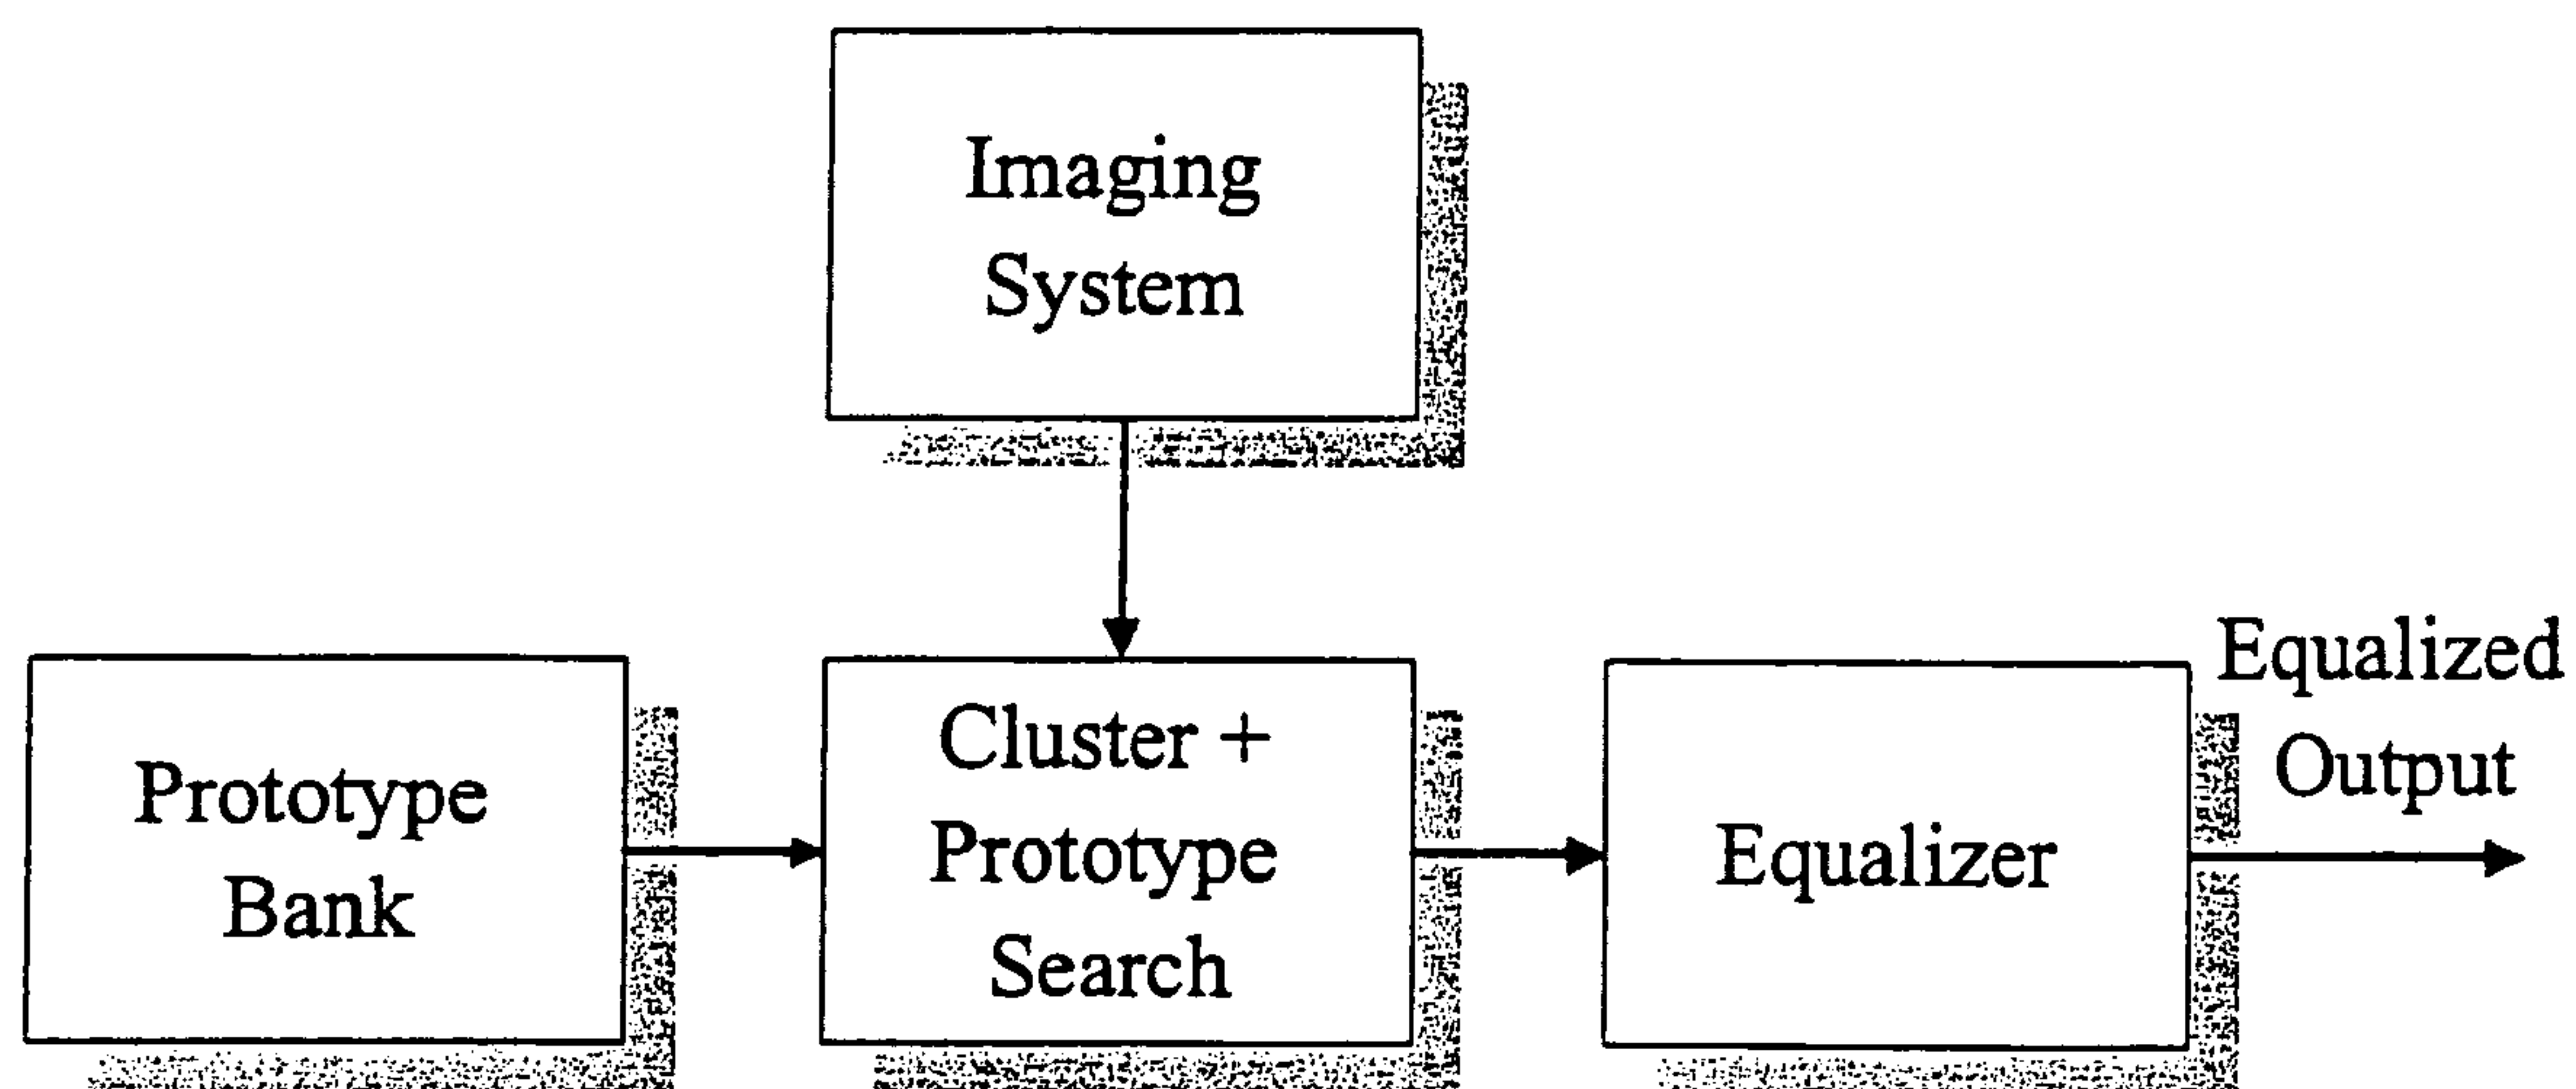 Imaging
System
Prototype
Bank
Cluster +
Prototype
Search
Equalizer
Equalized
Output